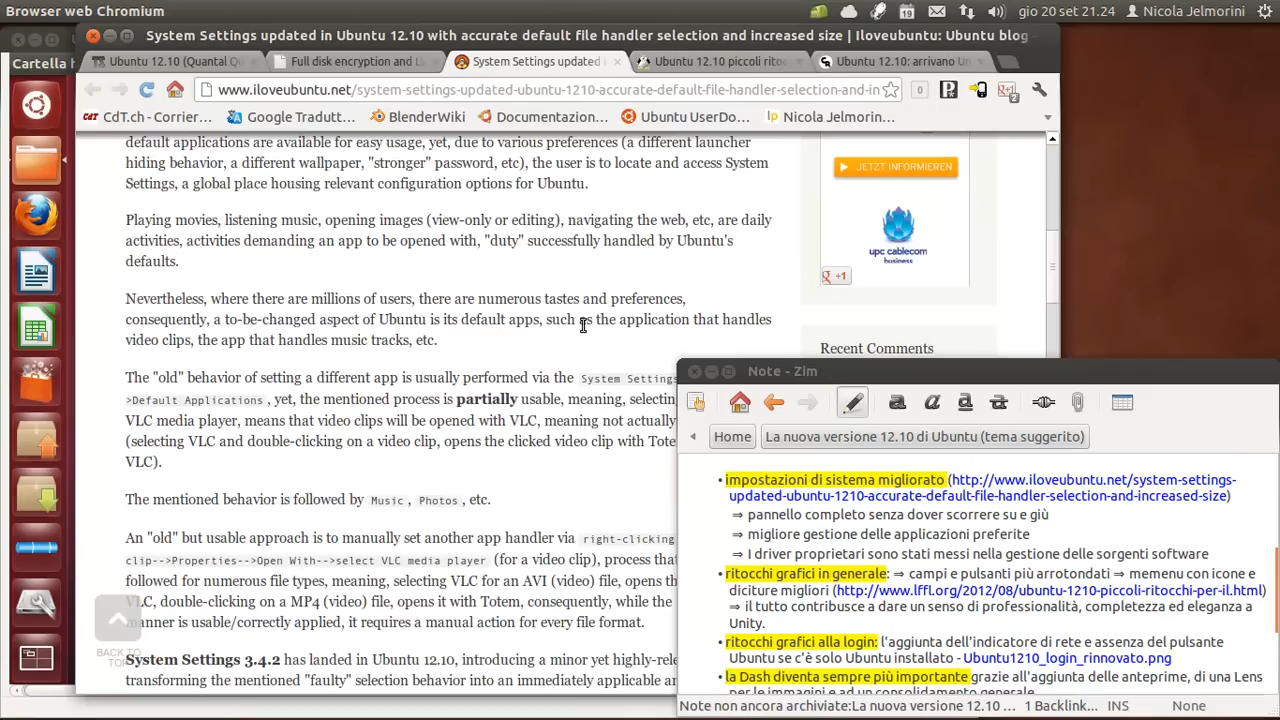 Browser web Chromium
19
gio 20 set 21.24
Nicola Jelmorini
System Settings updated in Ubuntu 12.10 with accurate default file handler selection and increased size | Iloveubuntu: Ubuntu blog
Cartella
Ubuntu 12.10 (Quantal Qu
Full disk encryption and L
System Settings updated
Ubuntu 12.10 piccoli rito
Ubuntu 12.10: arrivano Un
www.iloveubuntu.net/system-settings-updated-ubuntu-1210-accurate-default-file-handler-selection-and-in
0
2
CdT CdT.ch - Corrier...
Google Tradutt...
BlenderWiki
Documentazion...
Ubuntu UserDo...
lp Nicola Jelmorin...
default applications are available for easy usage, yet, due to various preferences (a different launcher
hiding behavior, a different wallpaper, "stronger" password, etc), the user is to locate and access System
Settings, a global place housing relevant configuration options for Ubuntu.
Playing movies, listening music, opening images (view-only or editing), navigating the web, etc, are daily
activities, activities demanding an app to be opened with, "duty" successfully handled by Ubuntu's
defaults.
Nevertheless, where there are millions of users, there are numerous tastes and preferences,
consequently, a to-be-changed aspect of Ubuntu is its default apps, such as the application that handles
video clips, the app that handles music tracks, etc.
The "old" behavior of setting a different app is usually performed via the System Settings
>Default Applications , yet, the mentioned process is partially usable, meaning, selecting
VLC media player, means that video clips will be opened with VLC, meaning not actually
(selecting VLC and double-clicking on a video clip, opens the clicked video clip with Tote
VLC).
The mentioned behavior is followed by Music , Photos , etc.
An "old" but usable approach is to manually set another app handler via right-clicking
clip-->Properties-->Open With-->select VLC media player (for a video clip), process that
followed for numerous file types, meaning, selecting VLC for an AVI (video) file, opens th
VLC, double-clicking on a MP4 (video) file, opens it with Totem, consequently, while the
manner is usable/correctly applied, it requires a manual action for every file format.
BACK TO TOP
System Settings 3.4.2 has landed in Ubuntu 12.10, introducing a minor yet highly-rele
transforming the mentioned "faulty" selection behavior into an immediately applicable an
JETZT INFORMIEREN
upc cablecom
business
+1
Recent Comments
Note - Zim
Home
La nuova versione 12.10 di Ubuntu (tema suggerito)
• impostazioni di sistema migliorato (http://www.iloveubuntu.net/system-settings-
updated-ubuntu-1210-accurate-default-file-handler-selection-and-increased-size)
⇒ pannello completo senza dover scorrere su e giù
⇒ migliore gestione delle applicazioni preferite
⇒ I driver proprietari sono stati messi nella gestione delle sorgenti software
• ritocchi grafici in generale: ⇒ campi e pulsanti più arrotondati ⇒ memenu con icone e
diciture migliori (http://www.lffl.org/2012/08/ubuntu-1210-piccoli-ritocchi-per-il.html)
⇒ il tutto contribuisce a dare un senso di professionalità, completezza ed eleganza a
Unity.
• ritocchi grafici alla login: l'aggiunta dell'indicatore di rete e assenza del pulsante
Ubuntu se c'è solo Ubuntu installato - Ubuntu1210_login_rinnovato.png
• la Dash diventa sempre più importante grazie all'aggiunta delle anteprime, di una Lens
per le immagini e ad un consolidamento generale
Note non ancora archiviate:La nuova versione 12.10 ...
1 Backlink...
INS
None